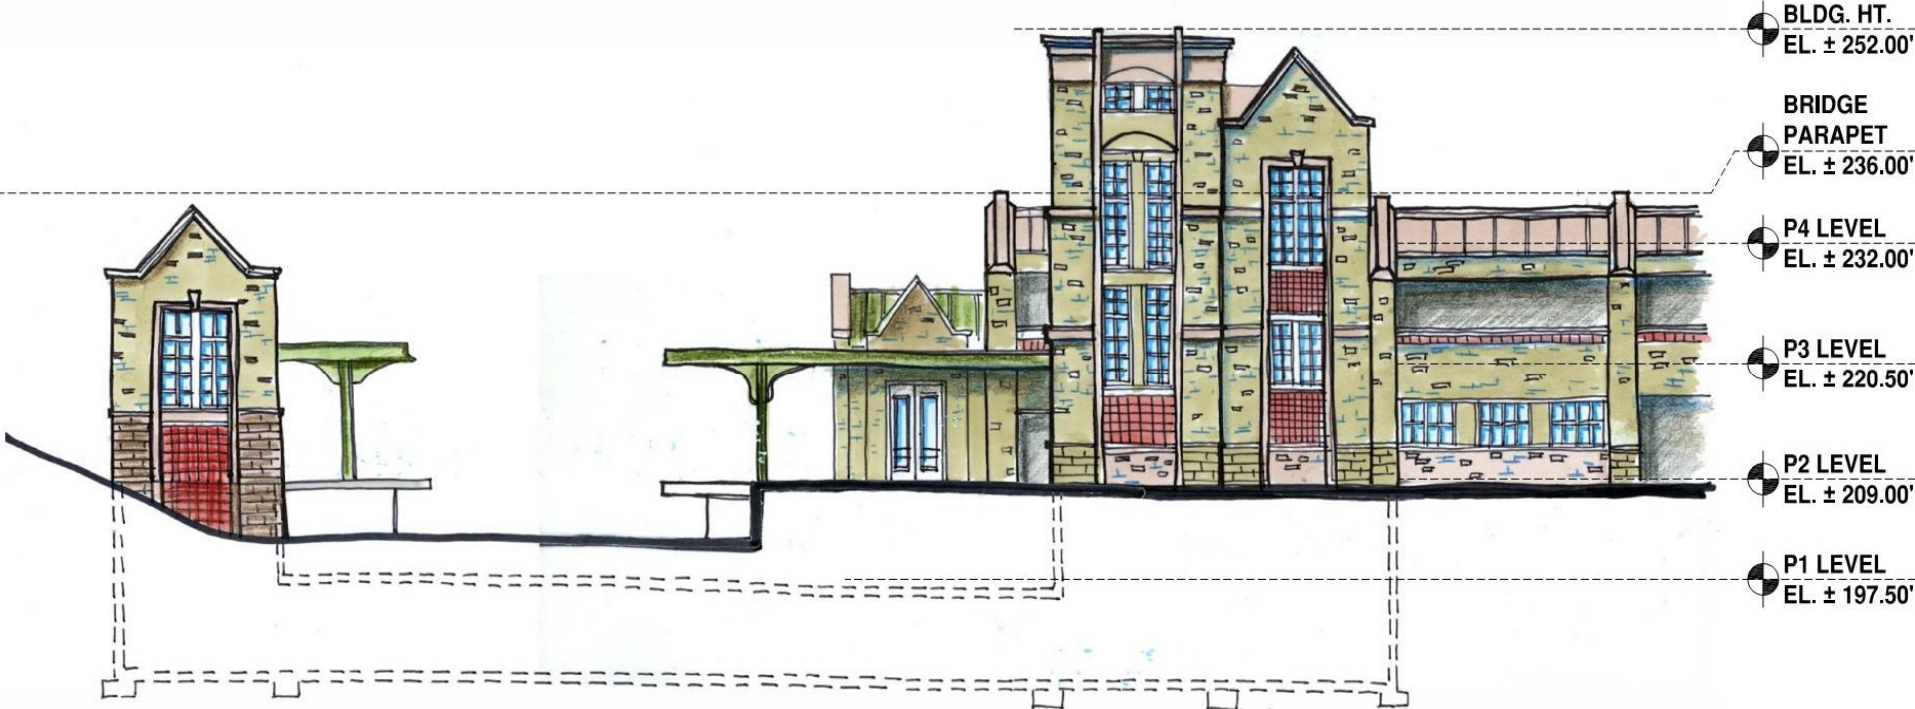 BLDG. HT.
EL. ± 252.00'
BRIDGE
PARAPET
EL. ± 236.00'
P4 LEVEL
EL. ± 232.00'
P3 LEVEL
EL. ± 220.50'
P2 LEVEL
EL. ± 209.00'
P1 LEVEL
EL. ± 197.50'